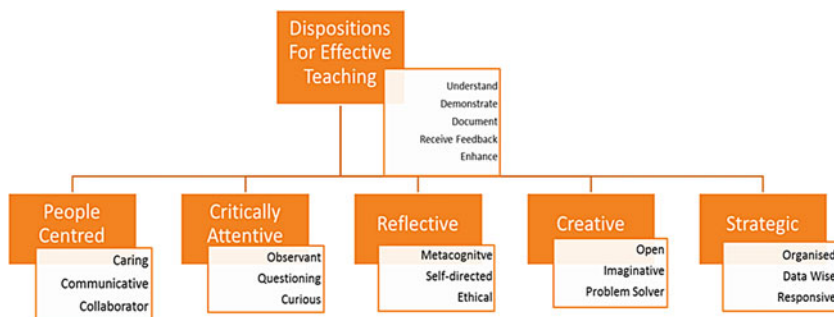 Dispositions
For Effective
Teaching
Understand
Demonstrate
Document
Receive Feedback
Enhance
People
Centred
Caring
Communicative
Collaborator
Critically
Attentive
Observant
Questioning
Curious
Reflective
Metacognitve
Self-directed
Ethical
Creative
Open
Imaginative
Problem Solver
Strategic
Organised
Data Wise
Responsive